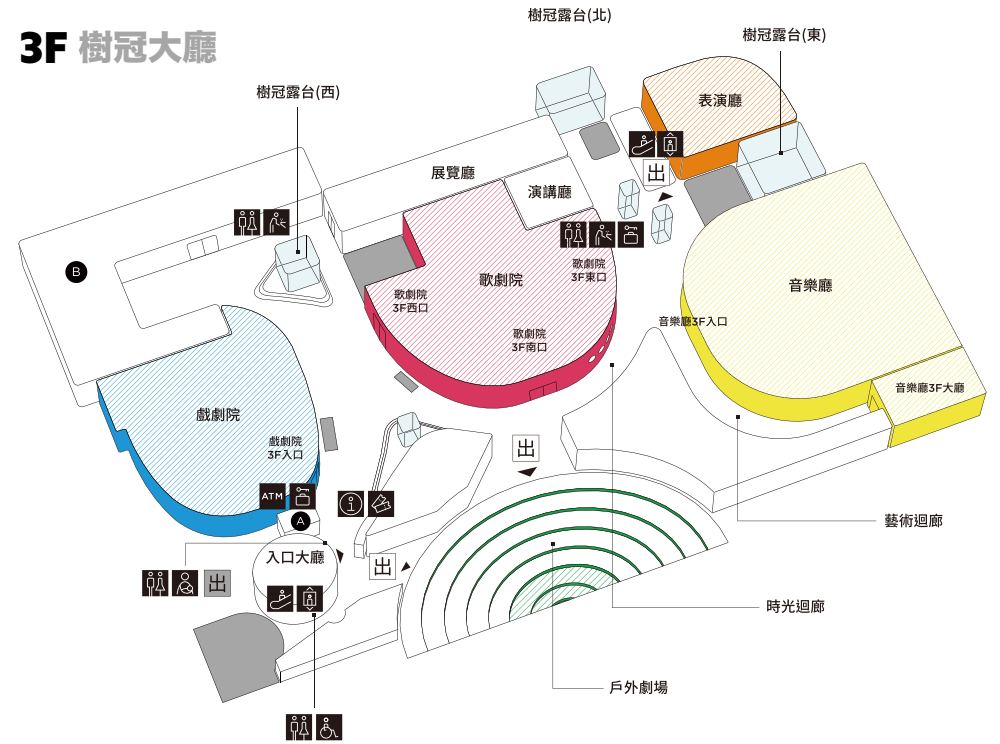 3F 樹冠大廳
樹冠露台(北)
樹冠露台(東)
樹冠露台(西)
表演廳
出
展覽廳
演講廳
B
歌劇院
歌劇院
3F東口
歌劇院
3F西口
歌劇院
3F南口
音樂廳
音樂廳3F入口
音樂廳3F大廳
戲劇院
戲劇院
3F入口
出
ATM
i
A
藝術迴廊
入口大廳
出
出
時光迴廊
戶外劇場